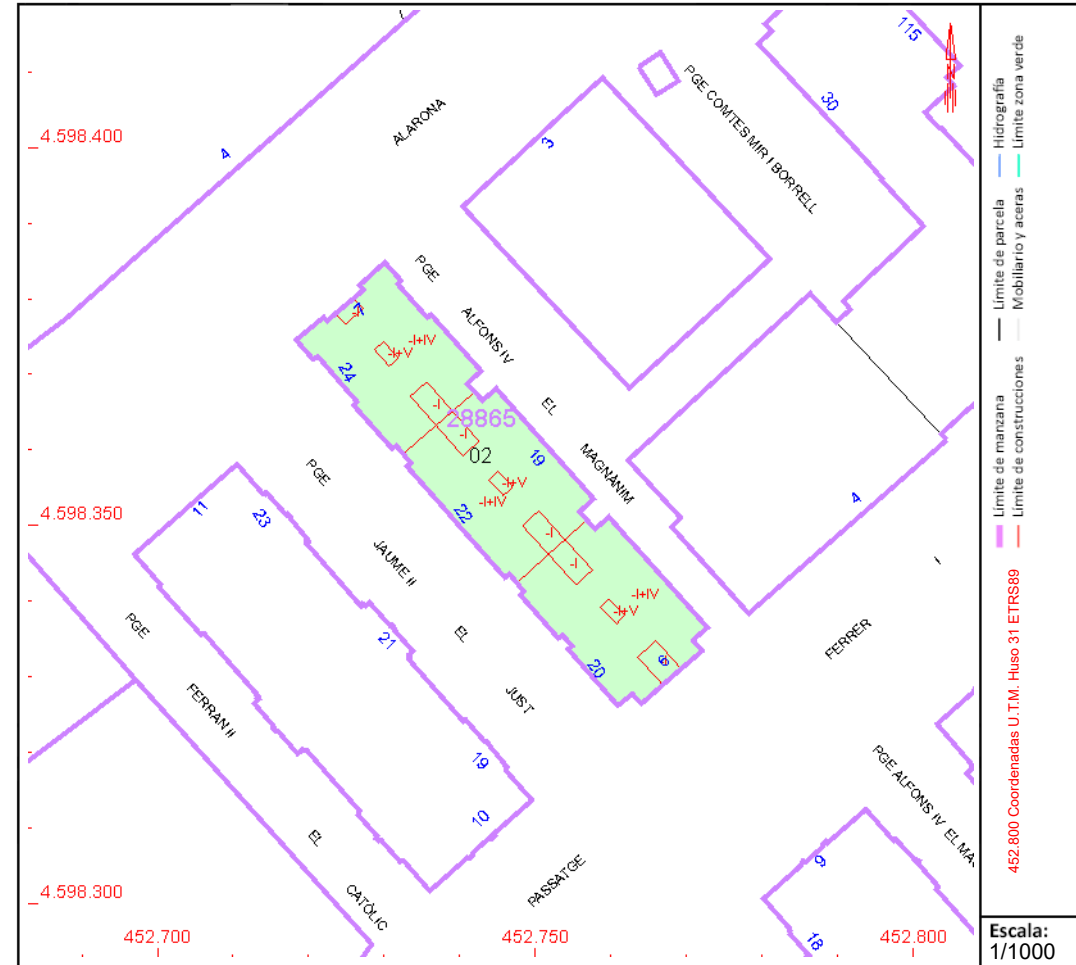 4.598.400
4.598.350
4.598.300
452.700
452.750
452.800
4
ALARONA
3
PGE COMTES MIR I BORRELL
30
115
PGE
ALFONS IV
EL
MAGNÀNIM
-I
-I+V
-I+IV
24
-I
28865
-I
02
19
-I+V
-I+IV
22
-I
-I
-I+IV
-I+V
20
4
FERRER
11
23
PGE
JAUME II
EL
JUST
21
19
10
PGE
FERRAN II
EL
CATÒLIC
PASSATGE
PGE ALFONS IV EL MA
9
18
Límite de manzana
Límite de parcela
Hidrografía
Límite de construcciones
Mobiliario y aceras
Límite zona verde
452.800 Coordenadas U.T.M. Huso 31 ETRS89
Escala:
1/1000